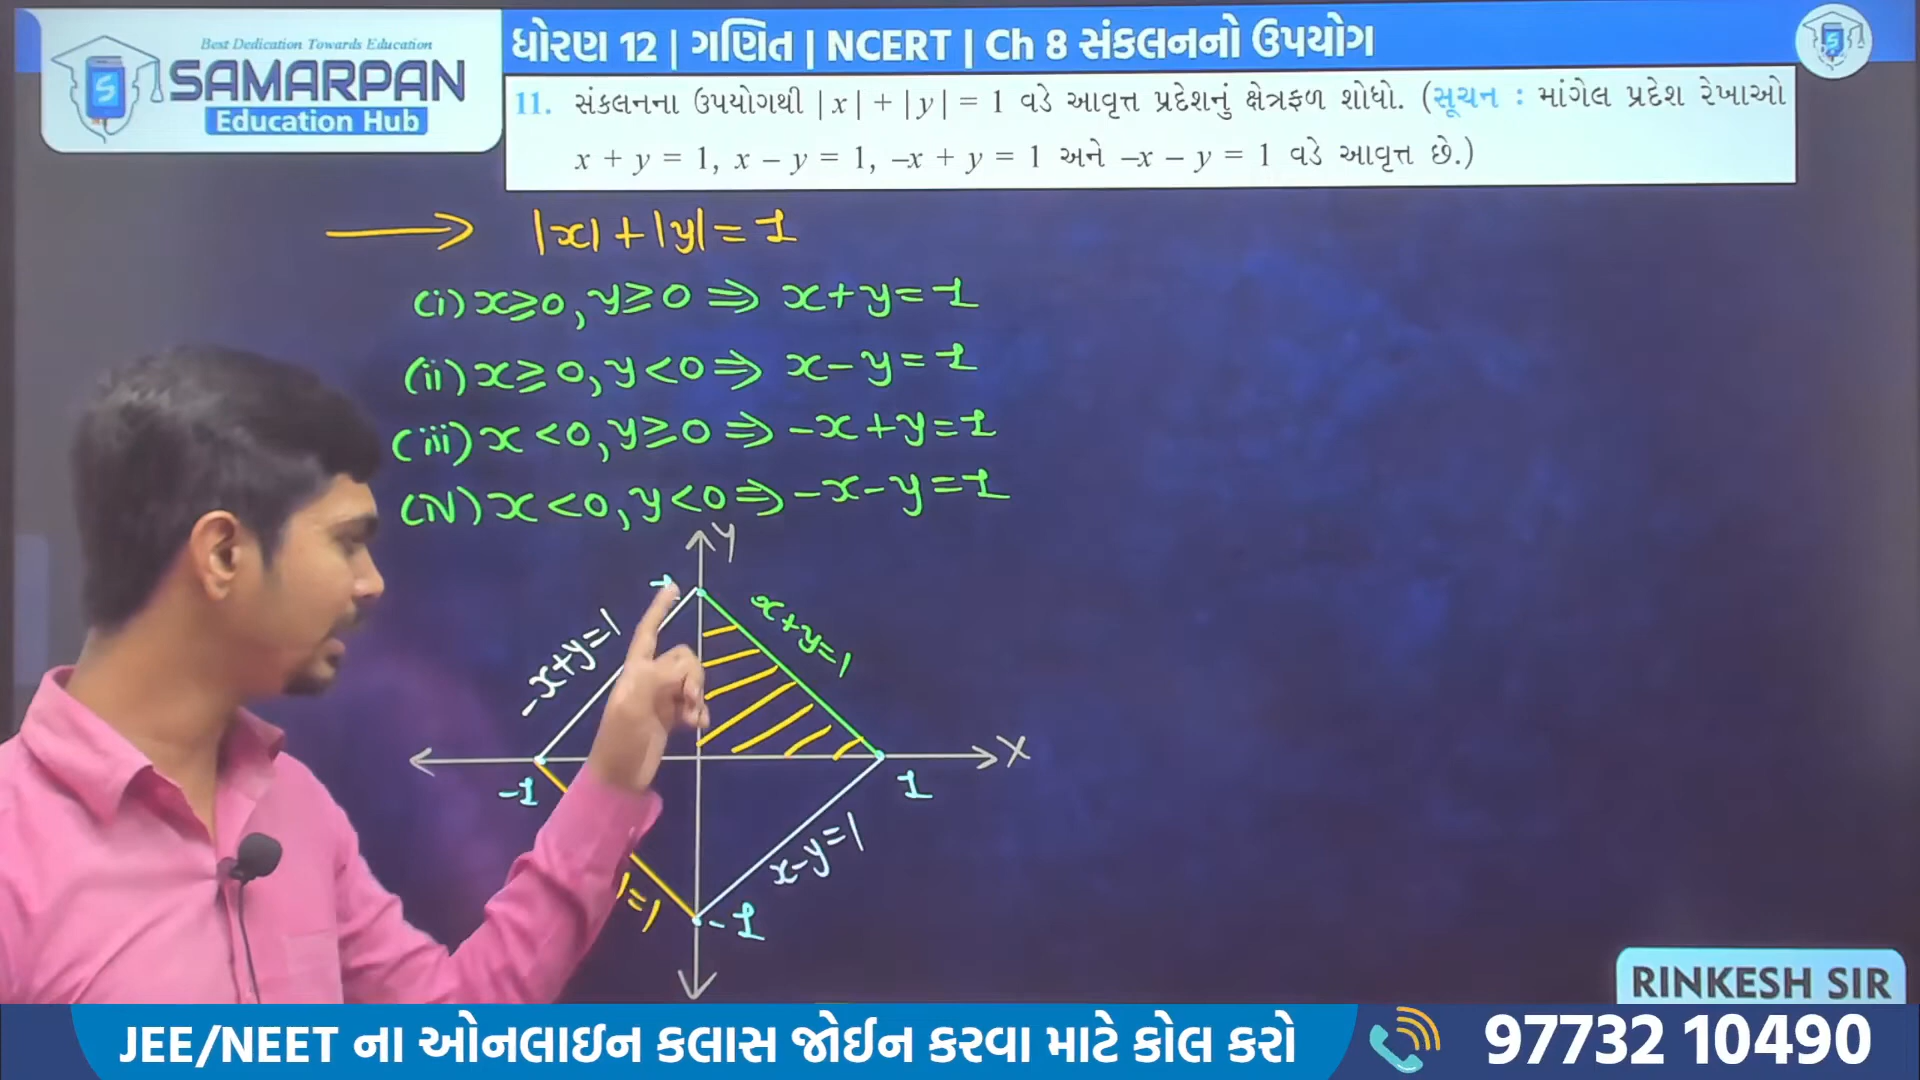 Best Dedication Towards Education
SAMARPAN
Education Hub
ધોરણ 12 | ગણિત | NCERT | Ch 8 સંકલનનો ઉપયોગ
11. સંકલનના ઉપયોગથી |x| + |y| = 1 વડે આવૃત્ત પ્રદેશનું ક્ષેત્રફળ શોધો. (સૂચન : માંગેલ પ્રદેશ રેખાઓ
x + y = 1, x – y = 1, –x + y = 1 અને –x – y = 1 વડે આવૃત્ત છે.)
→ |x| + |y| = 1
(i) x≥0, y≥0 ⇒ x+y=1
(ii) x≥0, y<0 ⇒ x-y=1
(iii) x<0, y≥0 ⇒ -x+y=1
(iv) x<0, y<0 ⇒ -x-y=1
Y
x+y=1
-x+y=1
X
-1
1
x-y=1
=1
-1
RINKESH SIR
JEE/NEET ના ઓનલાઇન કલાસ જોઈન કરવા માટે કોલ કરો
97732 10490